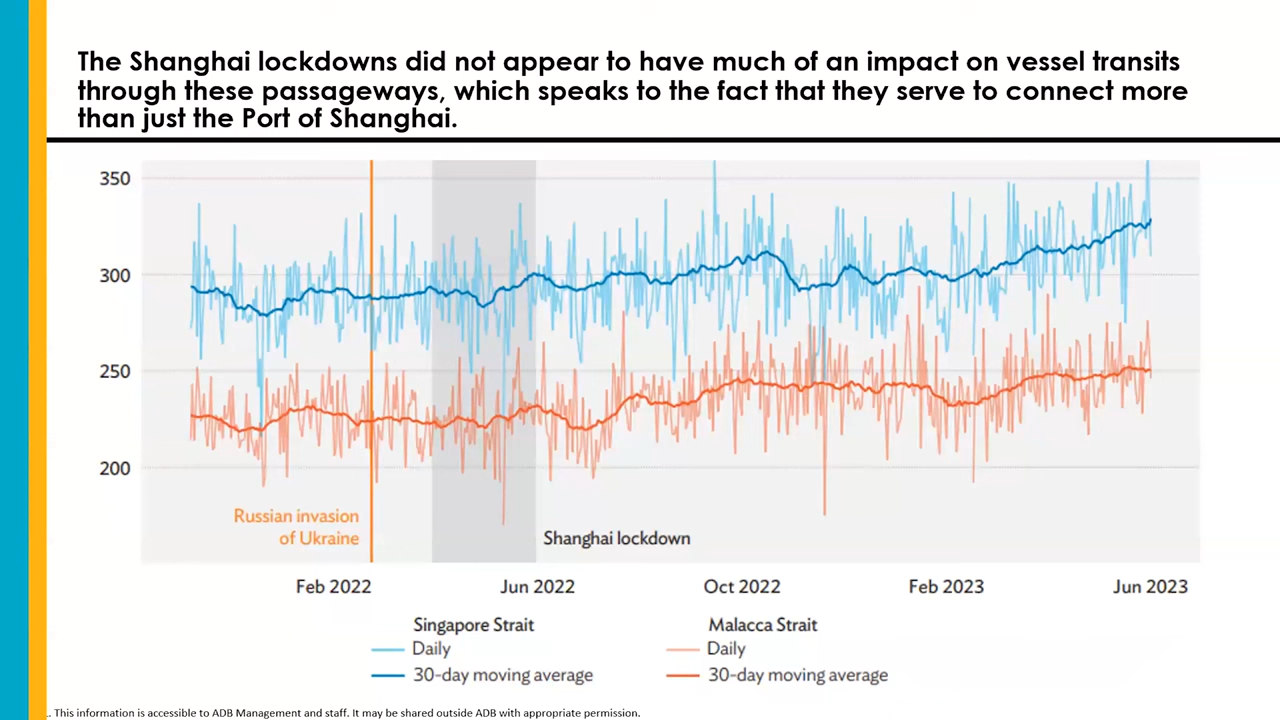 The Shanghai lockdowns did not appear to have much of an impact on vessel transits
through these passageways, which speaks to the fact that they serve to connect more
than just the Port of Shanghai.
350
300
250
200
Russian invasion
of Ukraine
Shanghai lockdown
Feb 2022 Jun 2022 Oct 2022 Feb 2023 Jun 2023
Singapore Strait Malacca Strait
Daily Daily
30-day moving average 30-day moving average
. This information is accessible to ADB Management and staff. It may be shared outside ADB with appropriate permission.